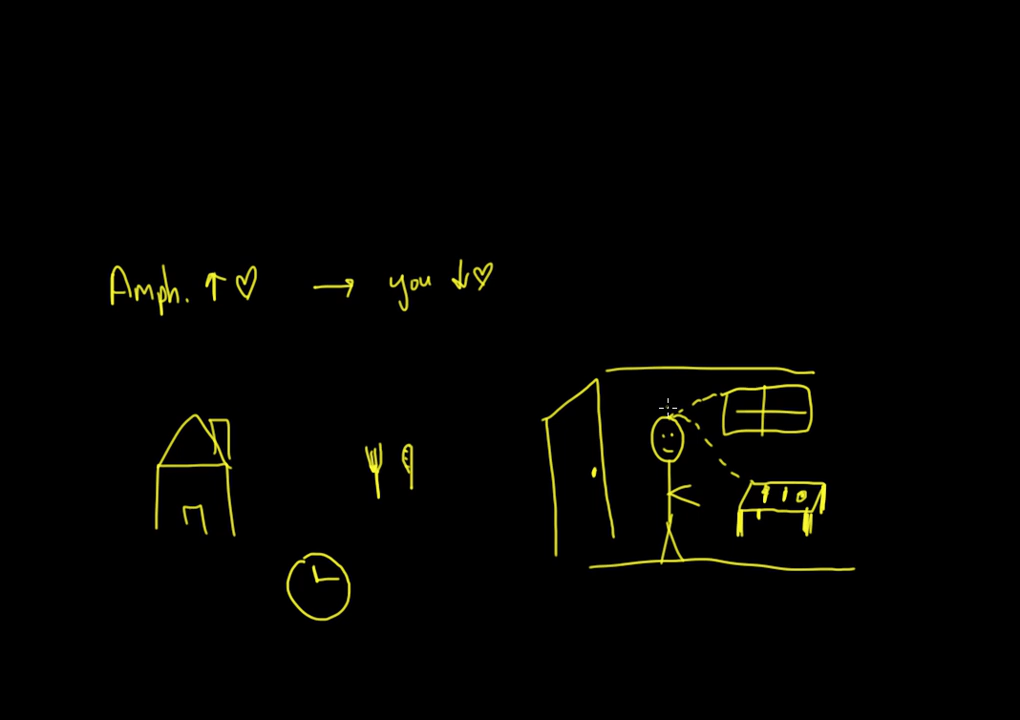 Amph. ↑ ♡ → you ↓ ♡